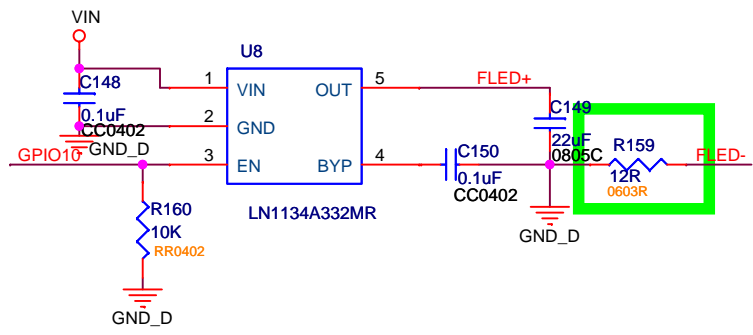 VIN
U8
C148
0.1uF
CC0402
GND_D
1
VIN
OUT
5
FLED+
2
GND
C149
22uF
0805C
GPIO10
3
EN
BYP
4
C150
0.1uF
CC0402
R159
12R
0603R
FLED-
R160
10K
RR0402
LN1134A332MR
GND_D
GND_D